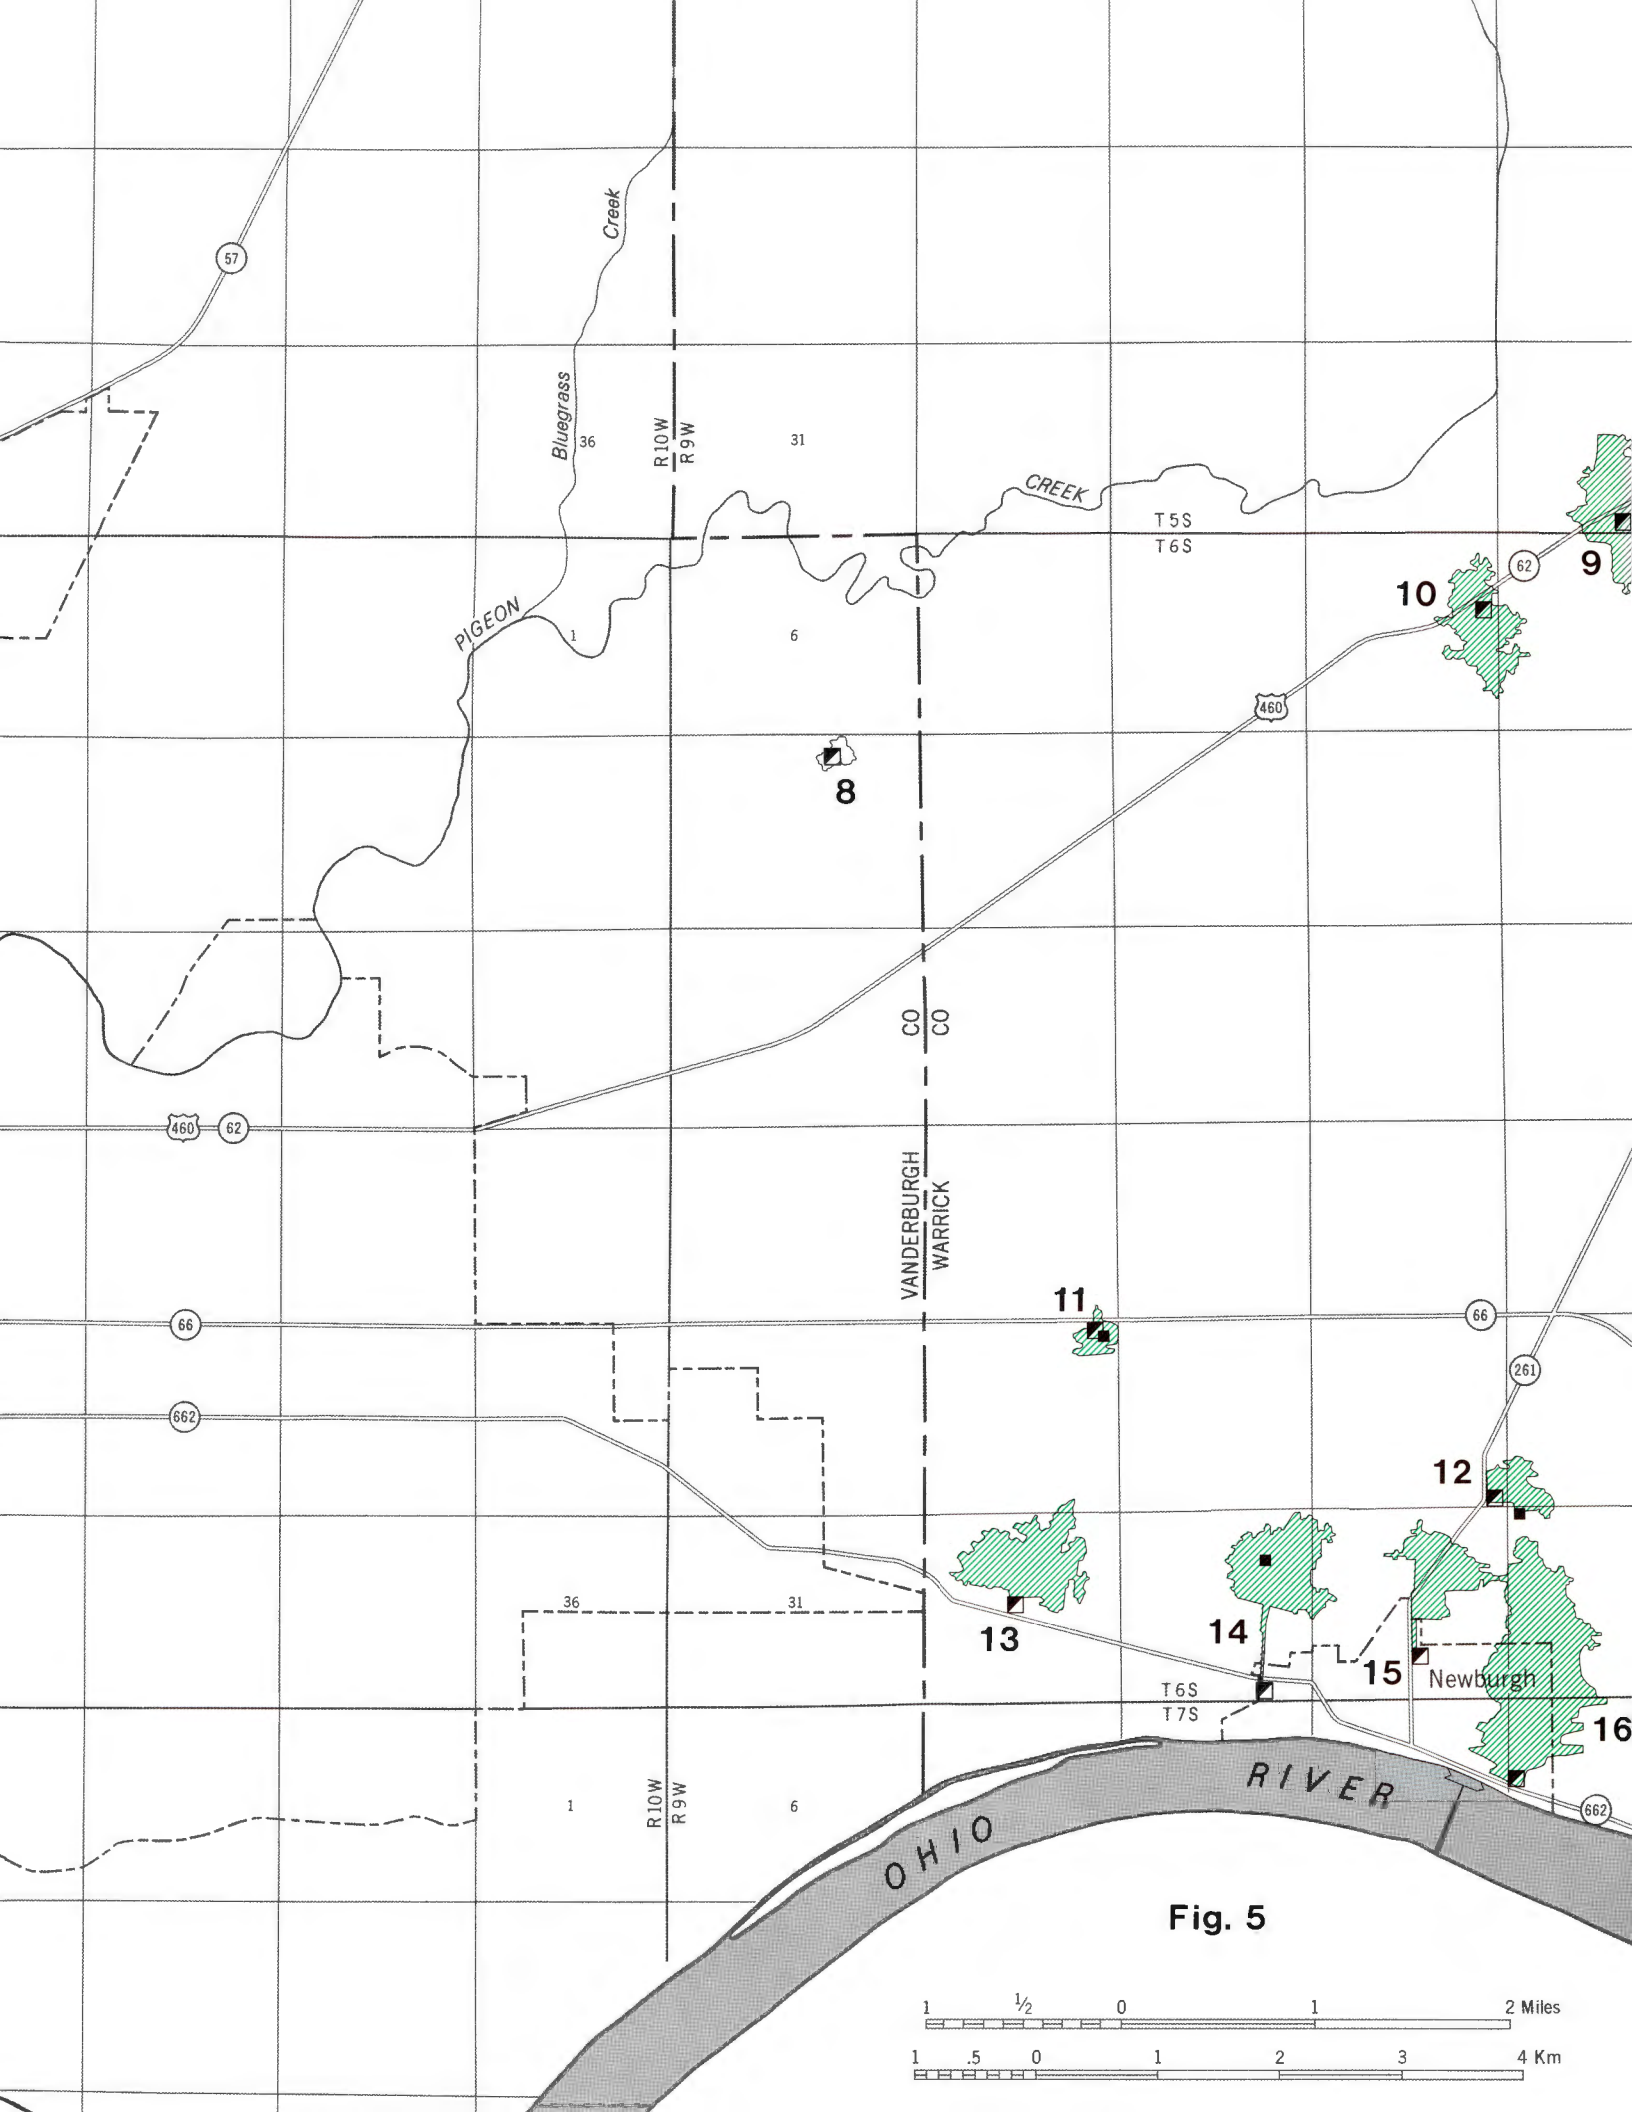 Creek
57
Bluegrass
36
R10W
R9W
31
CREEK
T5S
T6S
9
62
10
PIGEON
1
6
460
8
CO
CO
460
62
VANDERBURGH
WARRICK
11
66
66
261
662
12
36
31
13
14
15
Newburgh
T6S
T7S
16
R10W
R9W
1
6
OHIO RIVER
662
Fig. 5
1 1/2 0 1 2 Miles
1 .5 0 1 2 3 4 Km